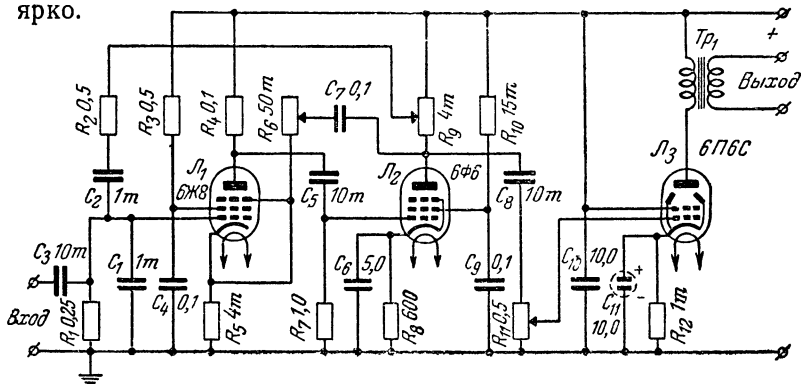 ярко.
+
Тр₁
Выход
R₂ 0,5
R₃ 0,5
R₄ 0,1
R₆ 50т
C₇ 0,1
R₉ 4т
R₁₀ 15т
Л₁
6Ж8
C₂ 1т
C₅ 10т
Л₂
6Ф6
C₈ 10т
Л₃
6П6С
C₃ 10т
C₁ 1т
C₄ 0,1
C₆ 5,0
C₉ 0,1
C₁₀ 10,0
+
C₁₁
-
10,0
Вход
R₁ 0,25
R₅ 4т
R₇ 1,0
R₈ 600
R₁₁ 0,5
R₁₂ 1т